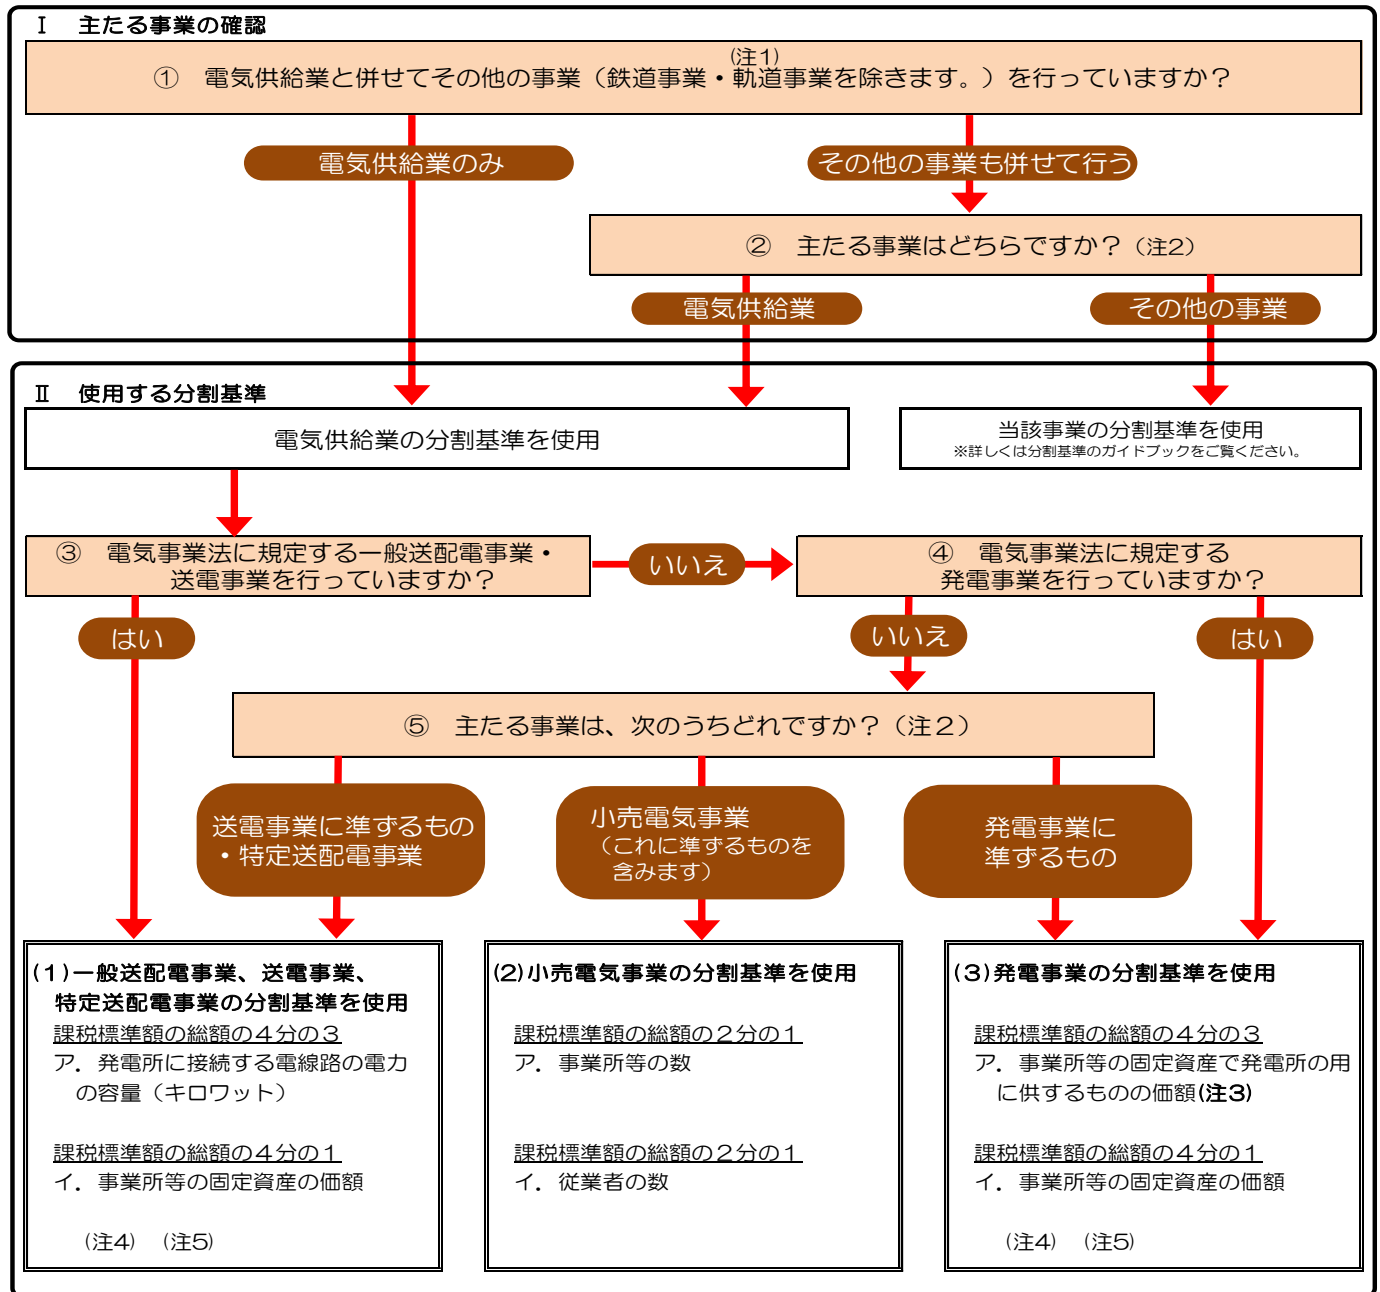 Ⅰ　主たる事業の確認
(注1)
①　電気供給業と併せてその他の事業（鉄道事業・軌道事業を除きます。）を行っていますか？
電気供給業のみ
その他の事業も併せて行う
②　主たる事業はどちらですか？（注2）
電気供給業
その他の事業
Ⅱ　使用する分割基準
電気供給業の分割基準を使用
当該事業の分割基準を使用
※詳しくは分割基準のガイドブックをご覧ください。
③　電気事業法に規定する一般送配電事業・
送電事業を行っていますか？
いいえ
④　電気事業法に規定する
発電事業を行っていますか？
はい
いいえ
はい
⑤　主たる事業は、次のうちどれですか？（注２）
送電事業に準ずるもの
・特定送配電事業
小売電気事業
（これに準ずるものを
含みます）
発電事業に
準ずるもの
(１)一般送配電事業、送電事業、
特定送配電事業の分割基準を使用
課税標準額の総額の４分の３
ア．発電所に接続する電線路の電力
の容量（キロワット）
課税標準額の総額の４分の１
イ．事業所等の固定資産の価額
(注4)　(注5)
(２)小売電気事業の分割基準を使用
課税標準額の総額の２分の１
ア．事業所等の数
課税標準額の総額の２分の１
イ．従業者の数
(３)発電事業の分割基準を使用
課税標準額の総額の４分の３
ア．事業所等の固定資産で発電所の用
に供するものの価額(注3)
課税標準額の総額の４分の１
イ．事業所等の固定資産の価額
(注4)　(注5)